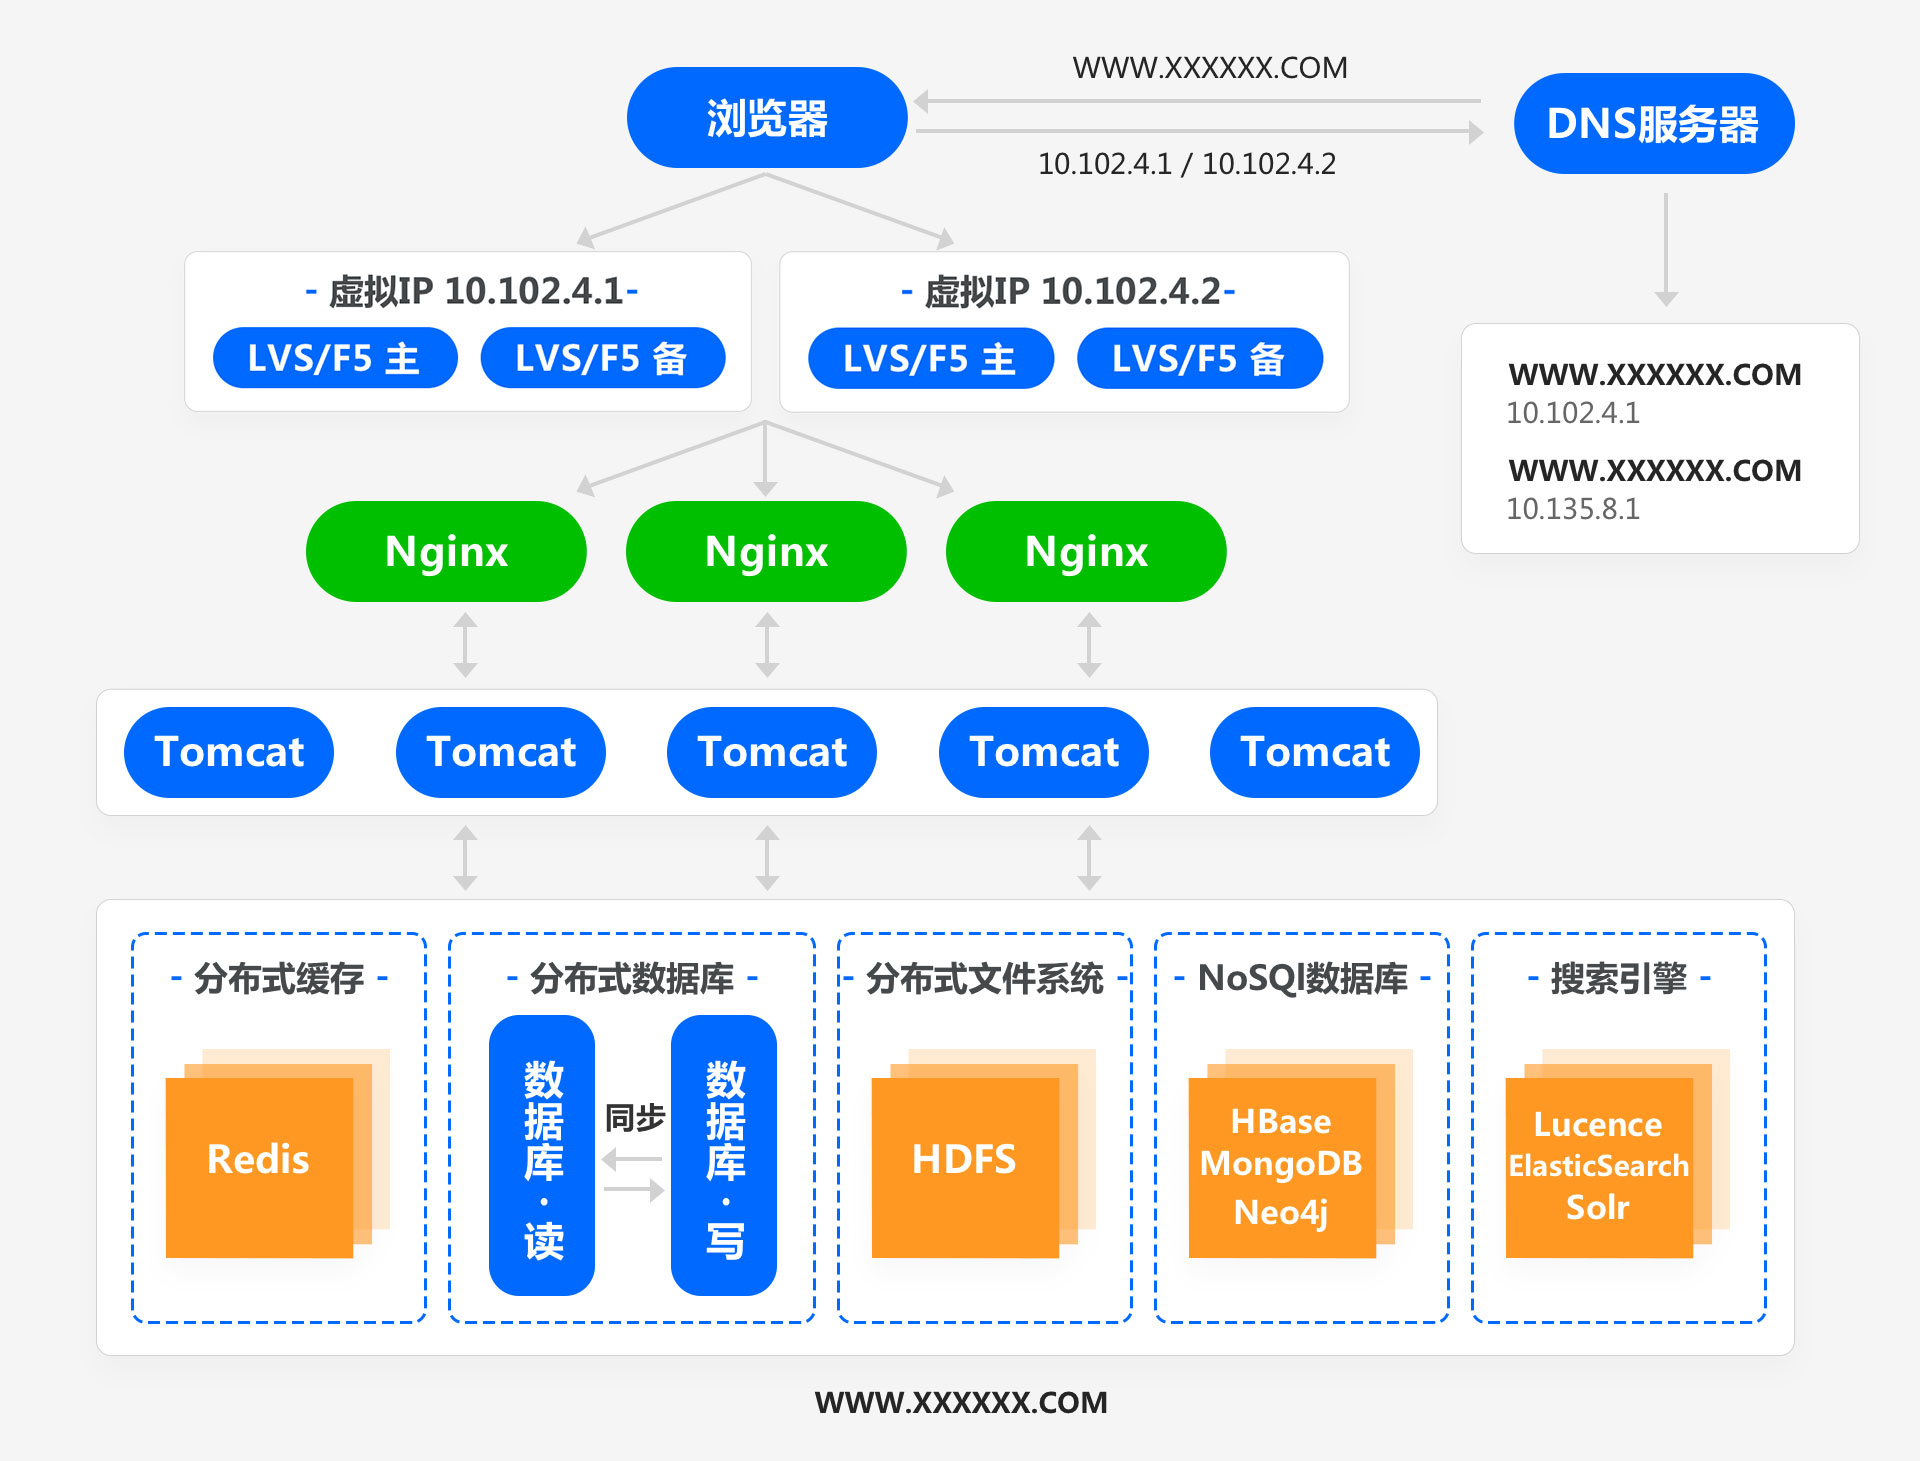 WWW.XXXXXX.COM
浏览器
DNS服务器
10.102.4.1 / 10.102.4.2
- 虚拟IP 10.102.4.1-
LVS/F5 主
LVS/F5 备
- 虚拟IP 10.102.4.2-
LVS/F5 主
LVS/F5 备
WWW.XXXXXX.COM
10.102.4.1
WWW.XXXXXX.COM
10.135.8.1
Nginx
Nginx
Nginx
Tomcat
Tomcat
Tomcat
Tomcat
Tomcat
- 分布式缓存 -
Redis
- 分布式数据库 -
数据库·读
同步
数据库·写
- 分布式文件系统 -
HDFS
- NoSQl数据库 -
HBase
MongoDB
Neo4j
- 搜索引擎 -
Lucence
ElasticSearch
Solr
WWW.XXXXXX.COM